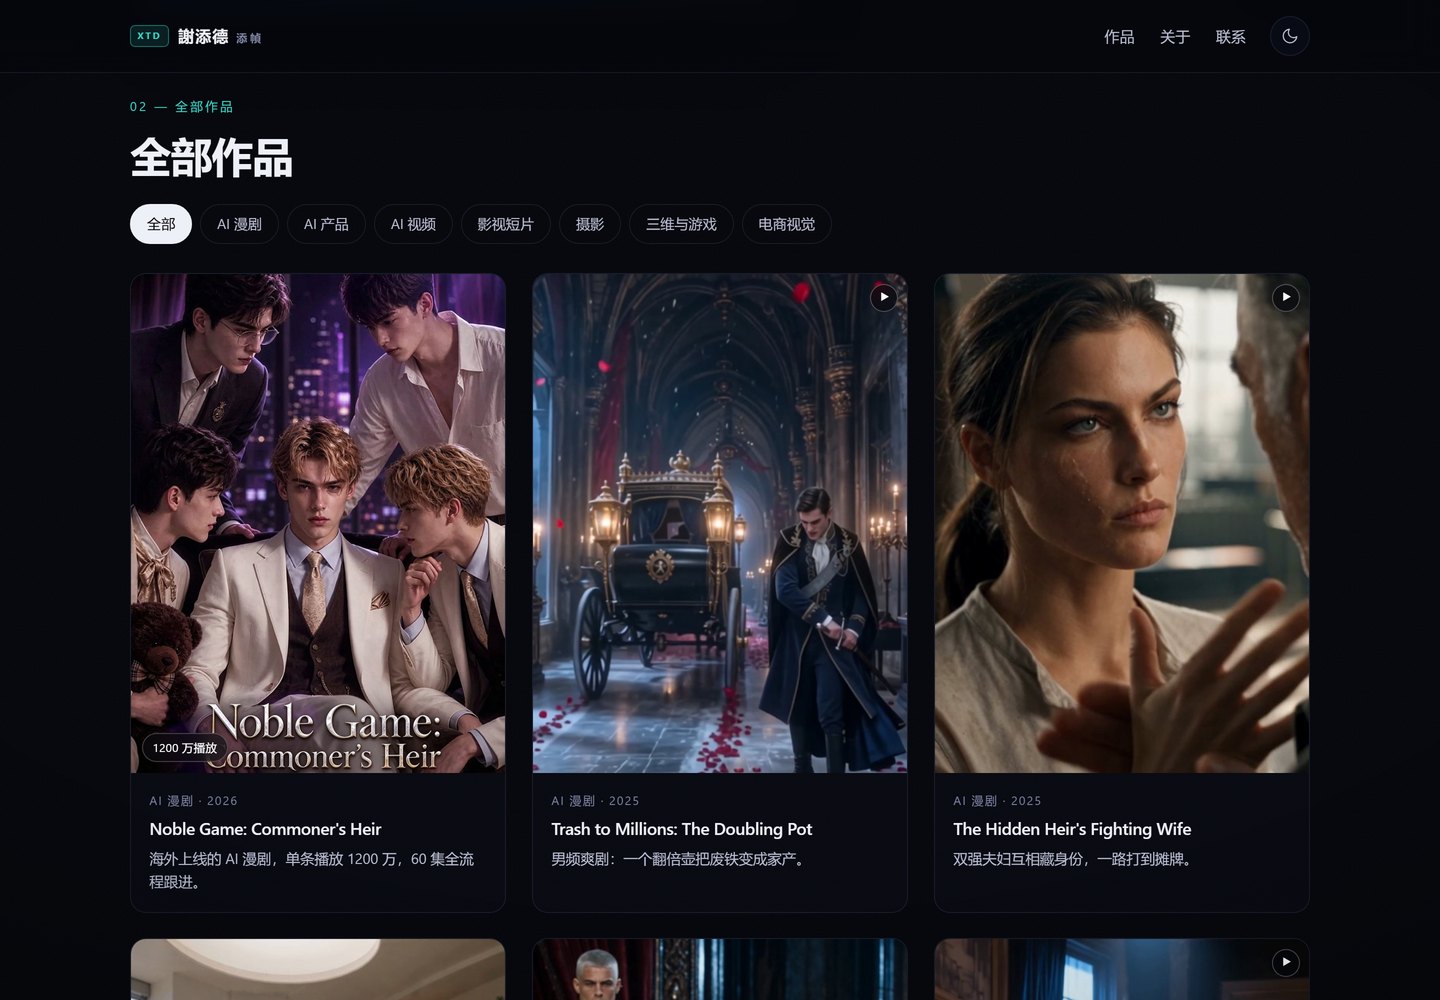 XTD 謝添德 添幀
作品 关于 联系
02 — 全部作品
全部作品
全部 AI 漫剧 AI 产品 AI 视频 影视短片 摄影 三维与游戏 电商视觉
Noble Game:
Commoner's Heir
1200 万播放
AI 漫剧 · 2026
Noble Game: Commoner's Heir
海外上线的 AI 漫剧，单条播放 1200 万，60 集全流
程跟进。
AI 漫剧 · 2025
Trash to Millions: The Doubling Pot
男频爽剧：一个翻倍壶把废铁变成家产。
AI 漫剧 · 2025
The Hidden Heir's Fighting Wife
双强夫妇互相藏身份，一路打到摊牌。